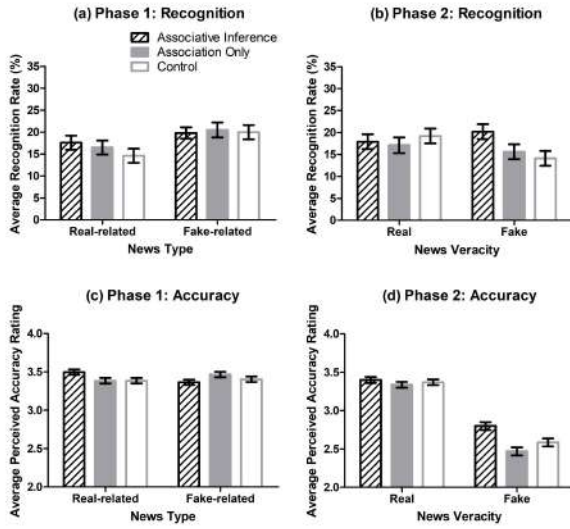 (a) Phase 1: Recognition
Associative Inference
Association Only
Control
Average Recognition Rate (%)
35
30
25
20
15
10
5
0
Real-related
Fake-related
News Type
(b) Phase 2: Recognition
Average Recognition Rate (%)
35
30
25
20
15
10
5
0
Real
Fake
News Veracity
(c) Phase 1: Accuracy
Average Perceived Accuracy Rating
4.0
3.5
3.0
2.5
2.0
Real-related
Fake-related
News Type
(d) Phase 2: Accuracy
Average Perceived Accuracy Rating
4.0
3.5
3.0
2.5
2.0
Real
Fake
News Veracity